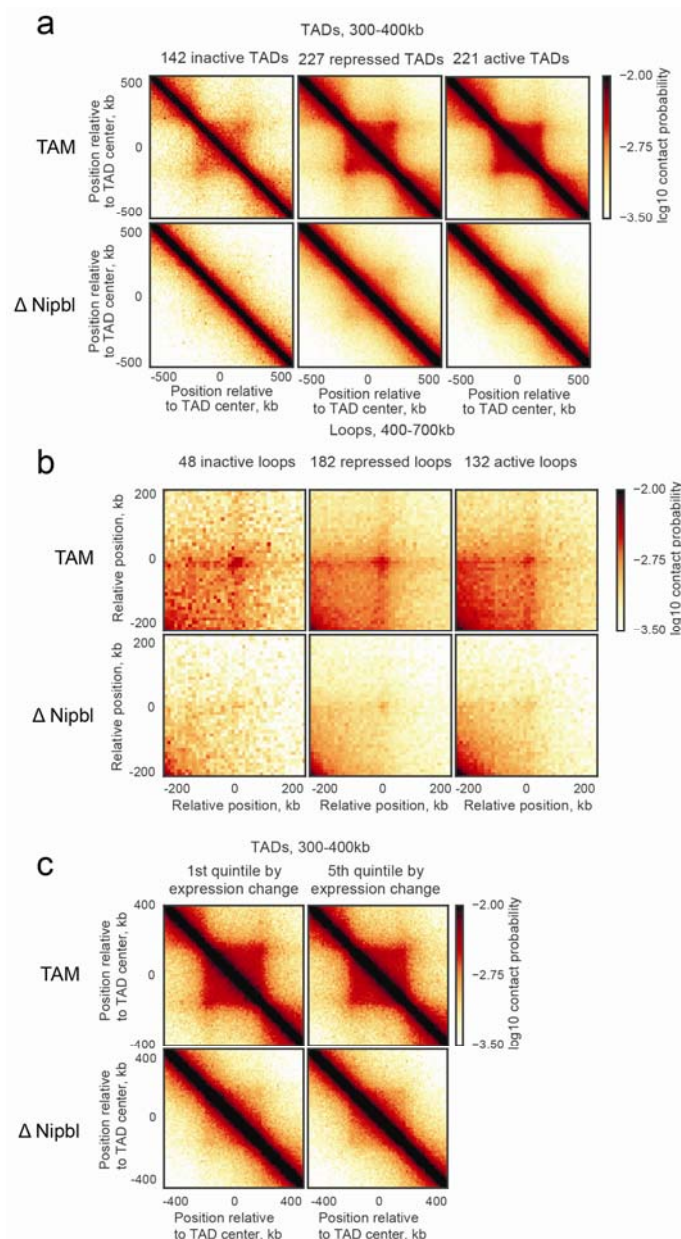 a
TADs, 300-400kb
142 inactive TADs 227 repressed TADs 221 active TADs
TAM
Position relative
to TAD center, kb
500
0
-500
−2.00
−2.75
−3.50
log10 contact probability
Δ Nipbl
Position relative
to TAD center, kb
500
0
-500
-500 0 500 -500 0 500 -500 0 500
Position relative
to TAD center, kb
Position relative
to TAD center, kb
Position relative
to TAD center, kb
Loops, 400-700kb
b
48 inactive loops 182 repressed loops 132 active loops
TAM
Relative position, kb
200
0
-200
−2.00
−2.75
−3.50
log10 contact probability
Δ Nipbl
Relative position, kb
200
0
-200
-200 0 200 -200 0 200 -200 0 200
Relative position, kb Relative position, kb Relative position, kb
c
TADs, 300-400kb
1st quintile by
expression change
5th quintile by
expression change
TAM
Position relative
to TAD center, kb
400
0
-400
−2.00
−2.75
−3.50
log10 contact probability
Δ Nipbl
Position relative
to TAD center, kb
400
0
-400
-400 0 400 -400 0 400
Position relative
to TAD center, kb
Position relative
to TAD center, kb